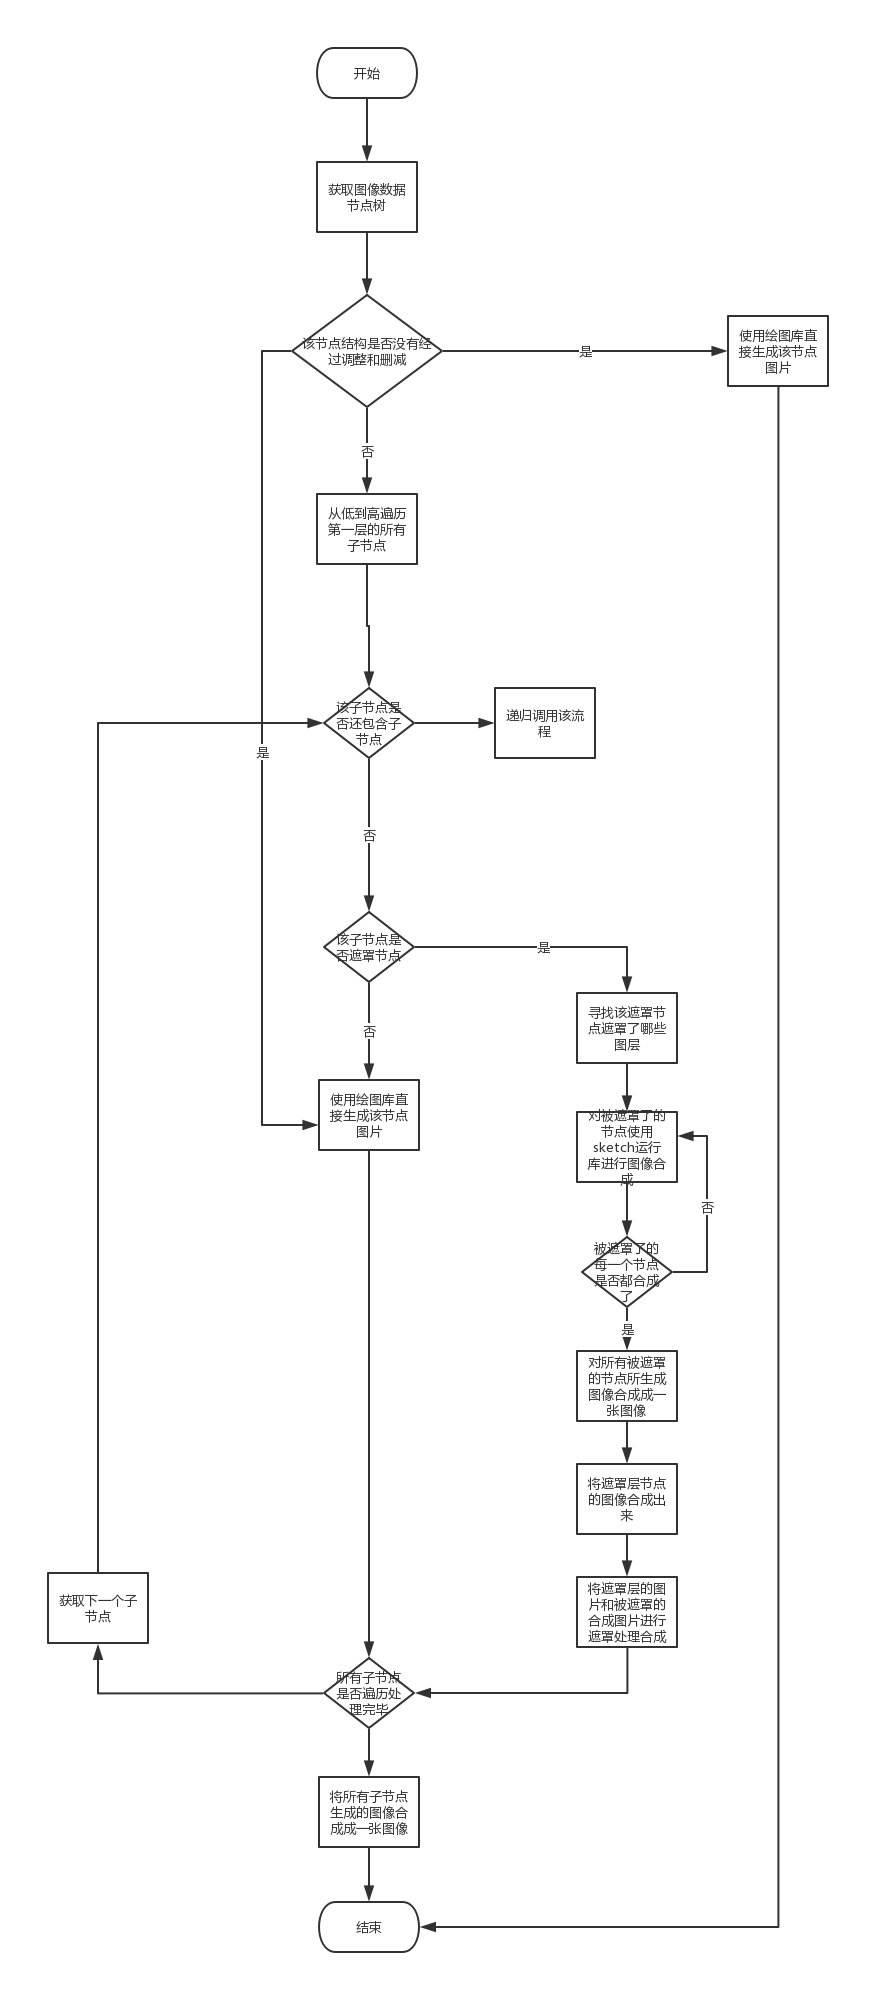 开始
获取图像数据
节点树
该节点结构是否没有经
过调整和删减
是
使用绘图库直
接生成该节点
图片
否
从低到高遍历
第一层的所有
子节点
该子节点是
否还包含子
节点
递归调用该流
程
是
否
该子节点是
否遮罩节点
是
寻找该遮罩节
点遮罩了哪些
图层
否
使用绘图库直
接生成该节点
图片
对被遮罩了的
节点使用
sketch运行
库进行图像合
成
否
被遮罩了的
每一个节点
是否都合成
了
是
对所有被遮罩
的节点所生成
图像合成成一
张图像
将遮罩层节点
的图像合成出
来
将遮罩层的图
片和被遮罩的
合成图片进行
遮罩处理合成
获取下一个子
节点
所有子节点
是否遍历处
理完毕
将所有子节点
生成的图像合
成成一张图像
结束